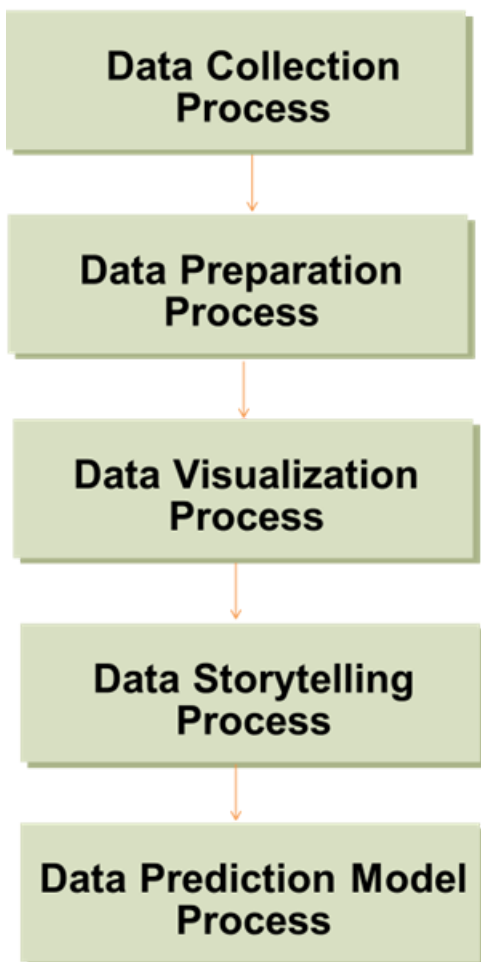 Data Collection
Process
Data Preparation
Process
Data Visualization
Process
Data Storytelling
Process
Data Prediction Model
Process